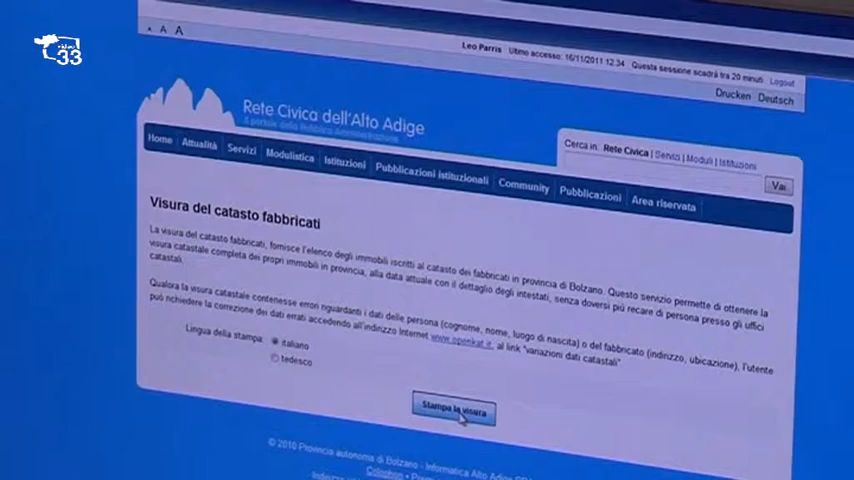 video 33
A A A
Leo Parris Ultimo accesso: 16/11/2011 12.34 Questa sessione scadrà tra 20 minuti Logout
Drucken Deutsch
Rete Civica dell'Alto Adige
Il portale della Pubblica Amministrazione
Cerca in: Rete Civica | Servizi | Moduli | Istituzioni
Vai
Home Attualità Servizi Modulistica Istituzioni Pubblicazioni istituzionali Community Pubblicazioni Area riservata
Visura del catasto fabbricati
La visura del catasto fabbricati, fornisce l'elenco degli immobili iscritti al catasto dei fabbricati in provincia di Bolzano. Questo servizio permette di ottenere la
visura catastale completa dei propri immobili in provincia, alla data attuale con il dettaglio degli intestati, senza doversi più recare di persona presso gli uffici
catastali.
Qualora la visura catastale contenesse errori riguardanti i dati delle persona (cognome, nome, luogo di nascita) o del fabbricato (indirizzo, ubicazione), l'utente
può richiedere la correzione dei dati errati accedendo all'indirizzo Internet www.openkat.it, al link "variazioni dati catastali"
Lingua della stampa: italiano
tedesco
Stampa la visura
© 2010 Provincia autonoma di Bolzano - Informatica Alto Adige
Colophon